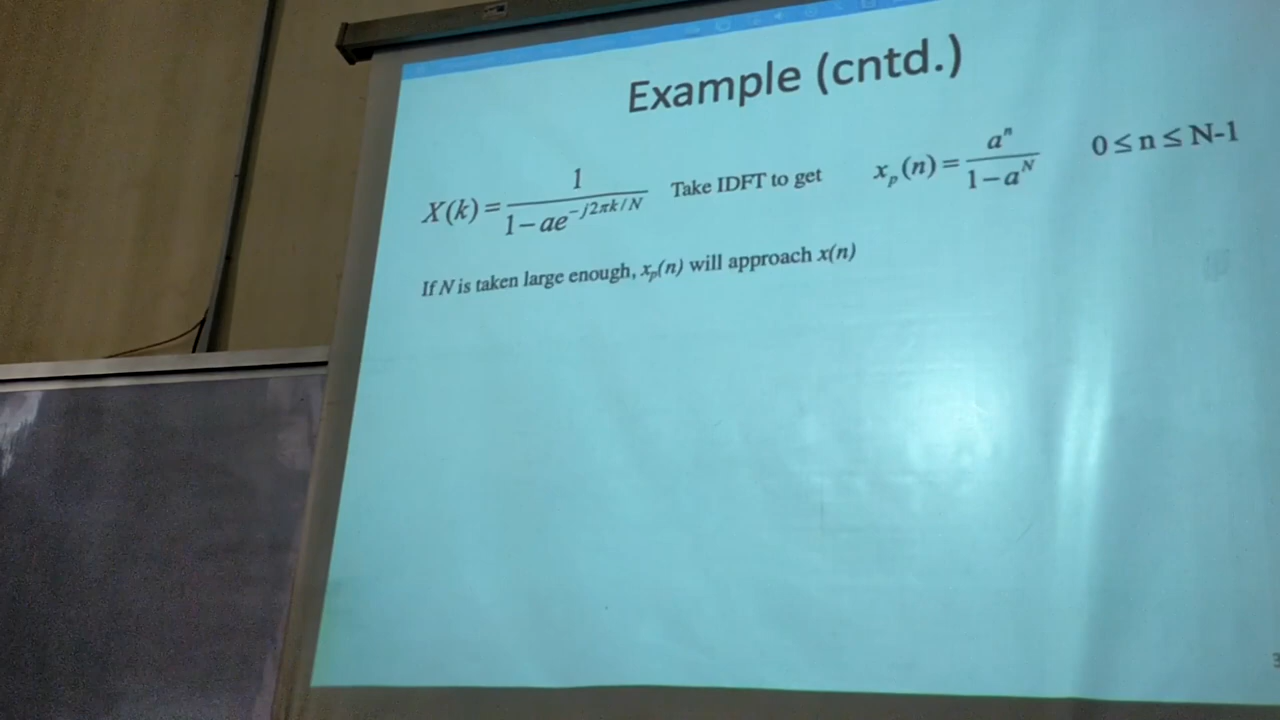 Example (cntd.)
X(k) = 1 / (1 − ae^{−j2πk/N}) Take IDFT to get x_p(n) = a^n / (1 − a^N) 0 ≤ n ≤ N-1
If N is taken large enough, x_p(n) will approach x(n)
3